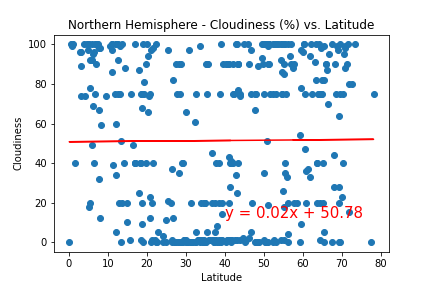 Northern Hemisphere - Cloudiness (%) vs. Latitude
100
80
60
40
20
0
Cloudiness
y = 0.02x + 50.78
0 10 20 30 40 50 60 70 80
Latitude